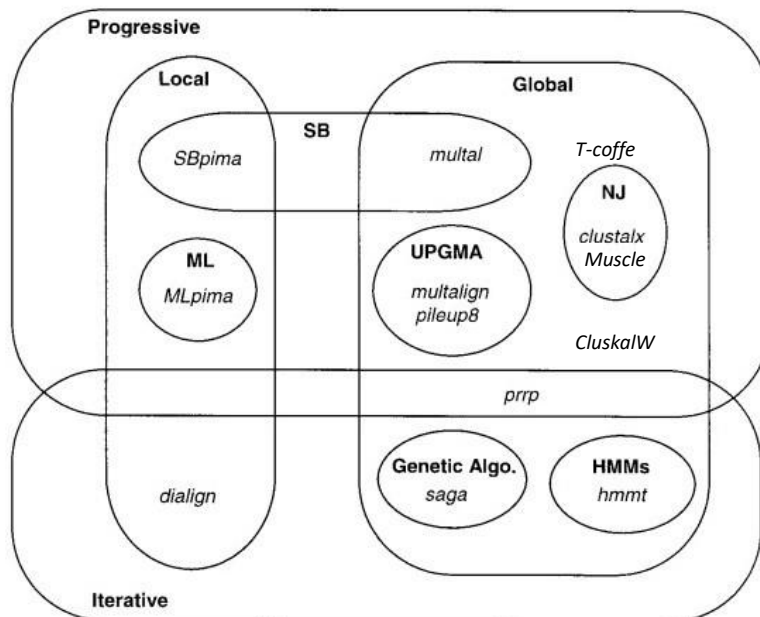 Progressive
Local
Global
SB
SBpima
multal
T-coffe
NJ
clustalx
Muscle
ML
MLpima
UPGMA
multalign
pileup8
CluskalW
prrp
Genetic Algo.
saga
HMMs
hmmt
dialign
Iterative